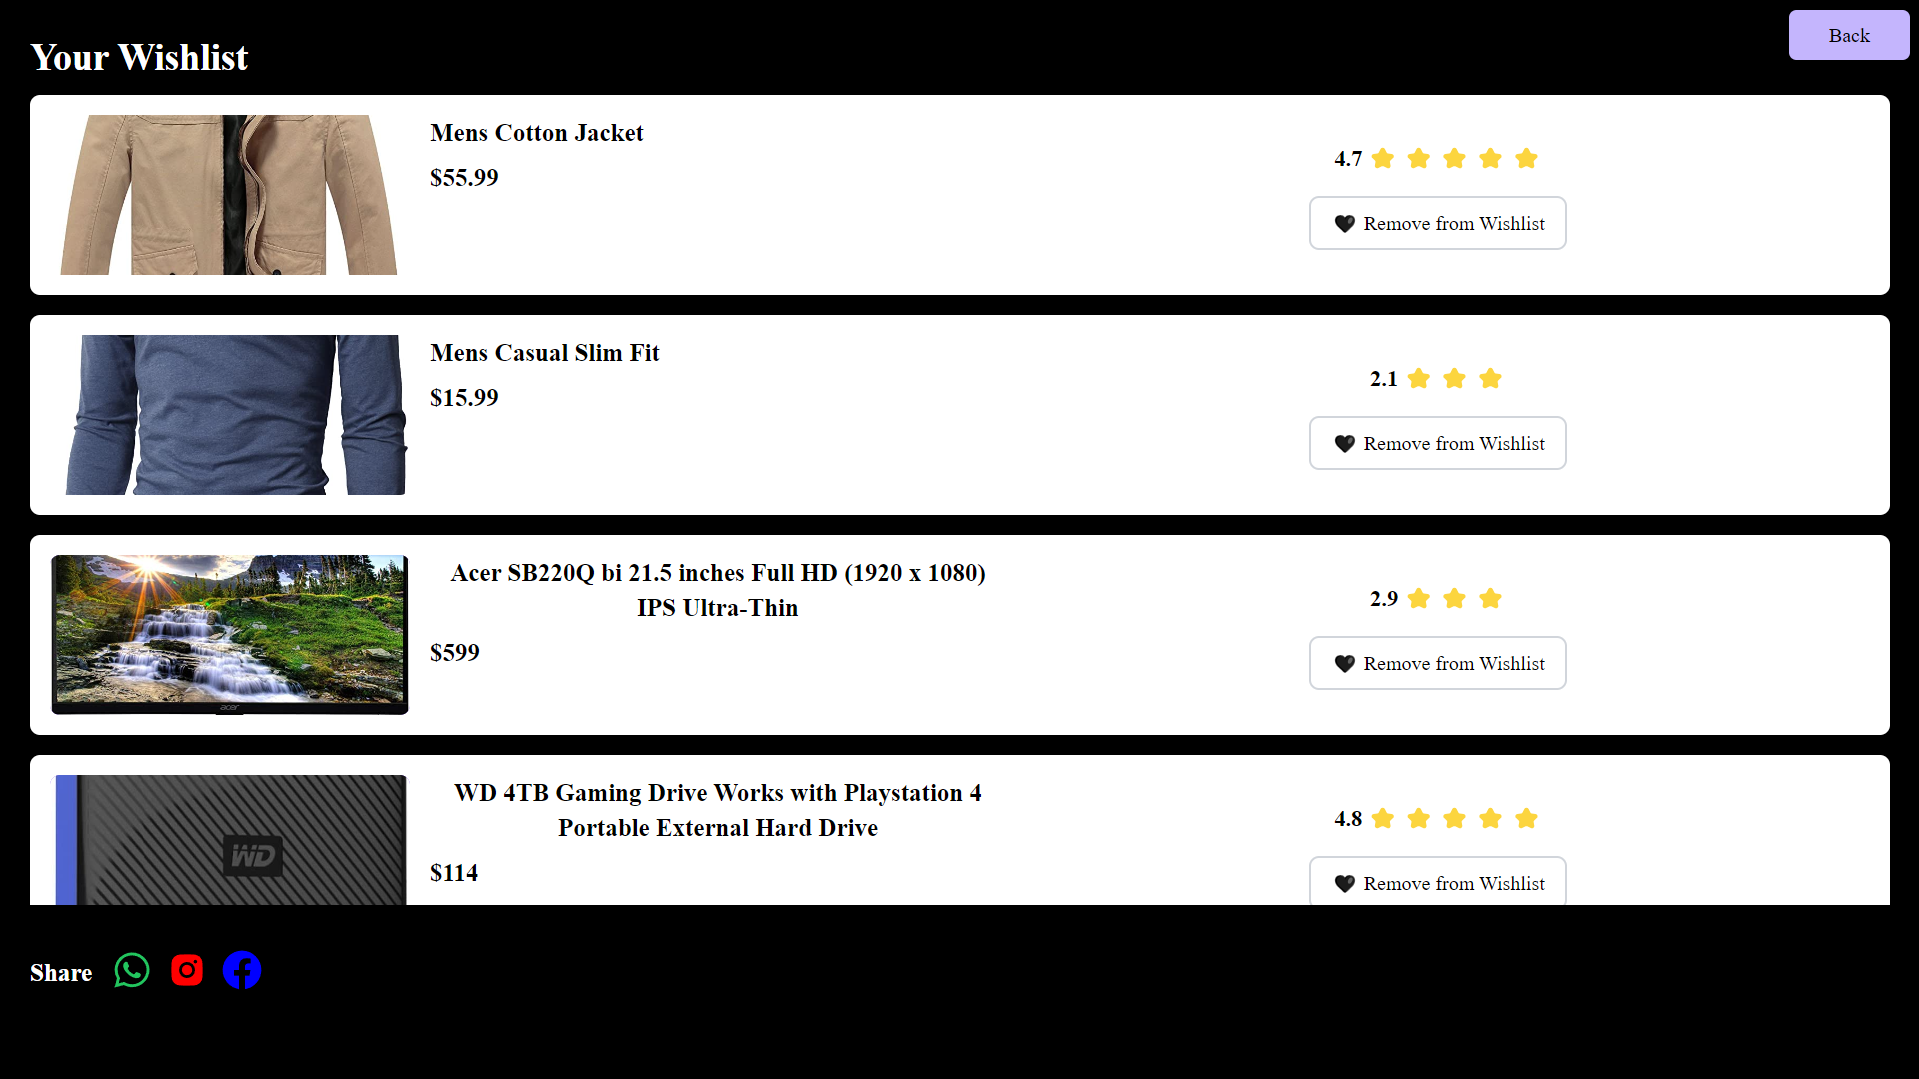 Back
Your Wishlist
Mens Cotton Jacket
$55.99
4.7
Remove from Wishlist
Mens Casual Slim Fit
$15.99
2.1
Remove from Wishlist
acer
Acer SB220Q bi 21.5 inches Full HD (1920 x 1080)
IPS Ultra-Thin
$599
2.9
Remove from Wishlist
WD
WD 4TB Gaming Drive Works with Playstation 4
Portable External Hard Drive
$114
4.8
Remove from Wishlist
Share